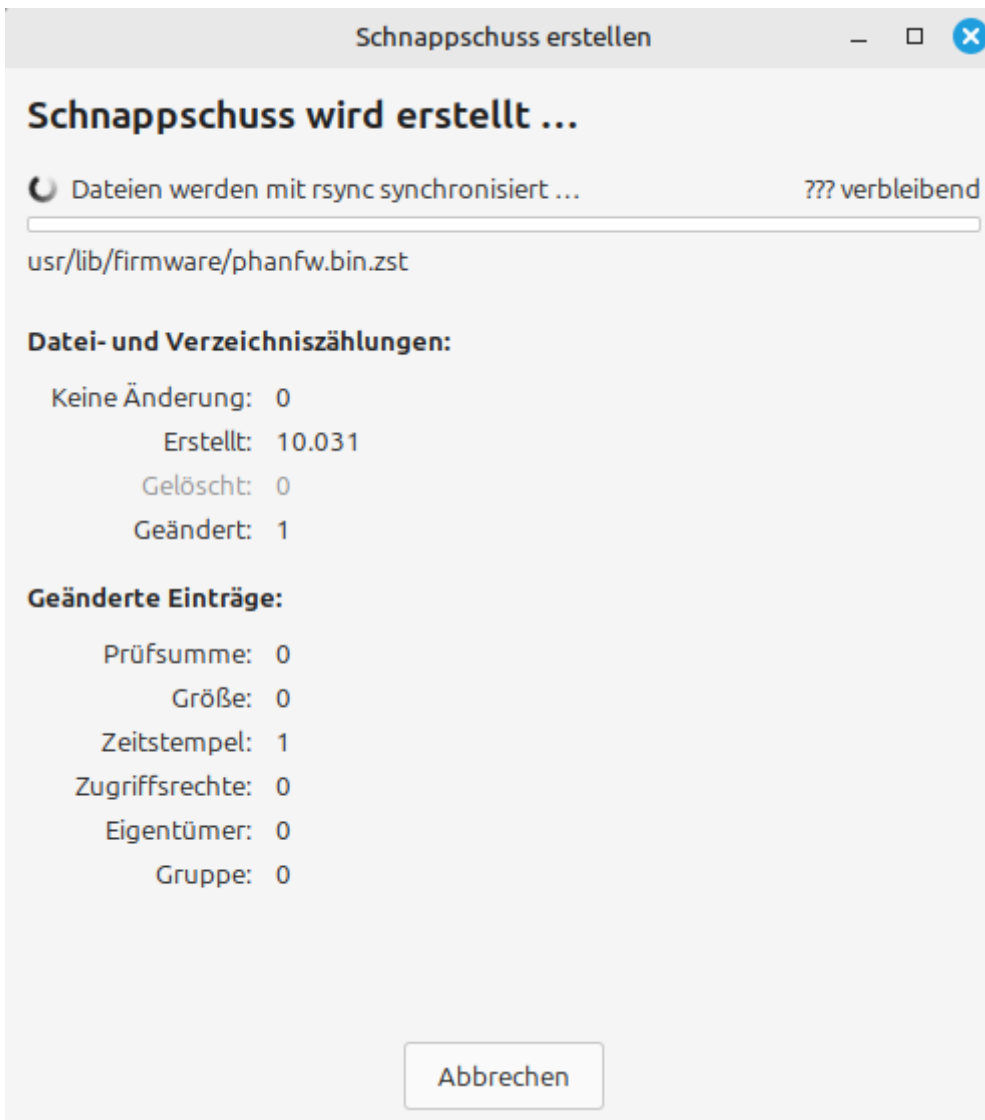 Schnappschuss erstellen
Schnappschuss wird erstellt …
Dateien werden mit rsync synchronisiert … ??? verbleibend
usr/lib/firmware/phanfw.bin.zst
Datei- und Verzeichniszählungen:
Keine Änderung: 0
Erstellt: 10.031
Gelöscht: 0
Geändert: 1
Geänderte Einträge:
Prüfsumme: 0
Größe: 0
Zeitstempel: 1
Zugriffsrechte: 0
Eigentümer: 0
Gruppe: 0
Abbrechen